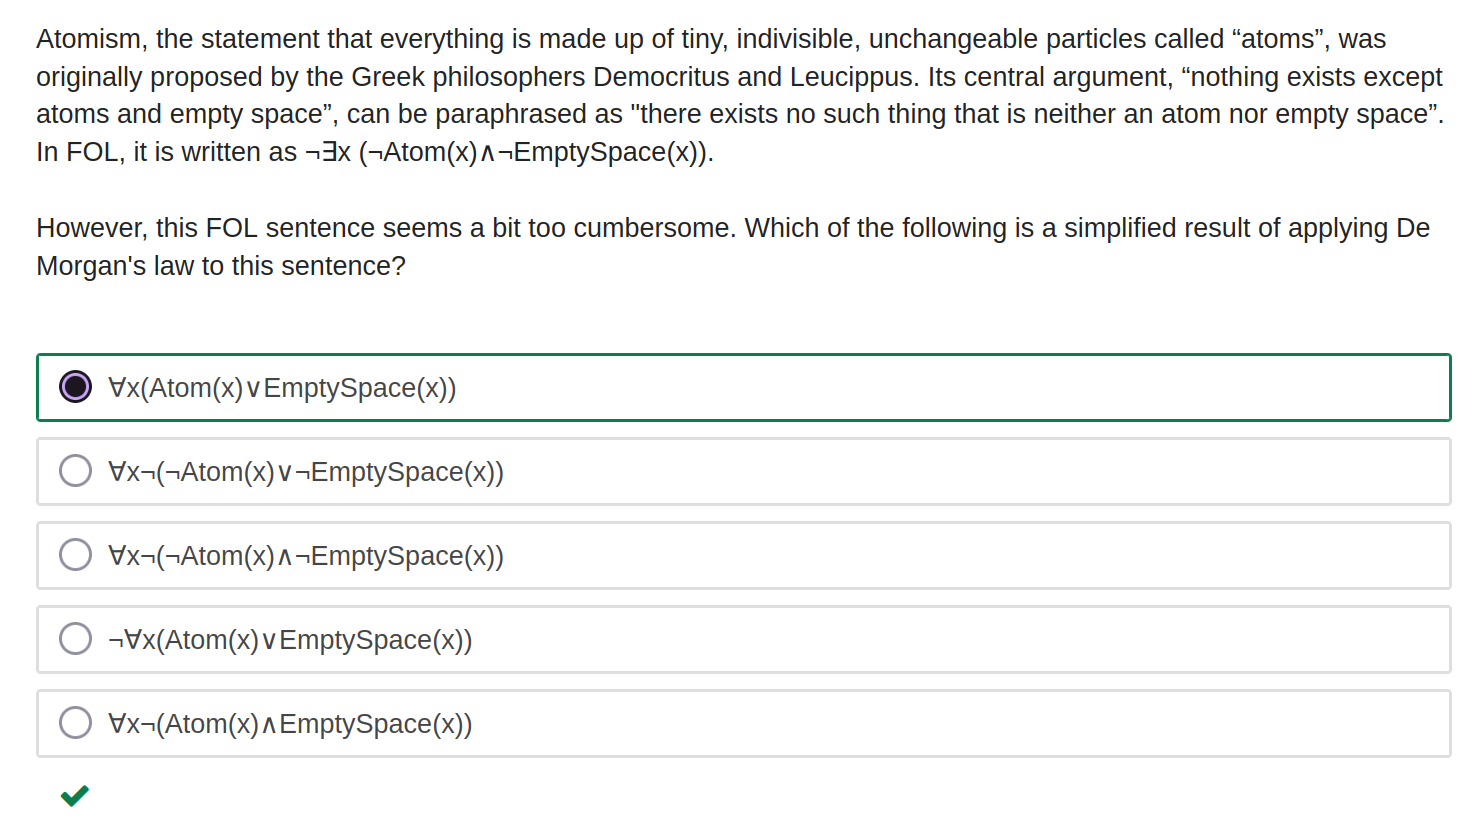 Atomism, the statement that everything is made up of tiny, indivisible, unchangeable particles called “atoms”, was
originally proposed by the Greek philosophers Democritus and Leucippus. Its central argument, “nothing exists except
atoms and empty space”, can be paraphrased as "there exists no such thing that is neither an atom nor empty space”.
In FOL, it is written as ¬∃x (¬Atom(x)∧¬EmptySpace(x)).
However, this FOL sentence seems a bit too cumbersome. Which of the following is a simplified result of applying De
Morgan's law to this sentence?
∀x(Atom(x)∨EmptySpace(x))
∀x¬(¬Atom(x)∨¬EmptySpace(x))
∀x¬(¬Atom(x)∧¬EmptySpace(x))
¬∀x(Atom(x)∨EmptySpace(x))
∀x¬(Atom(x)∧EmptySpace(x))